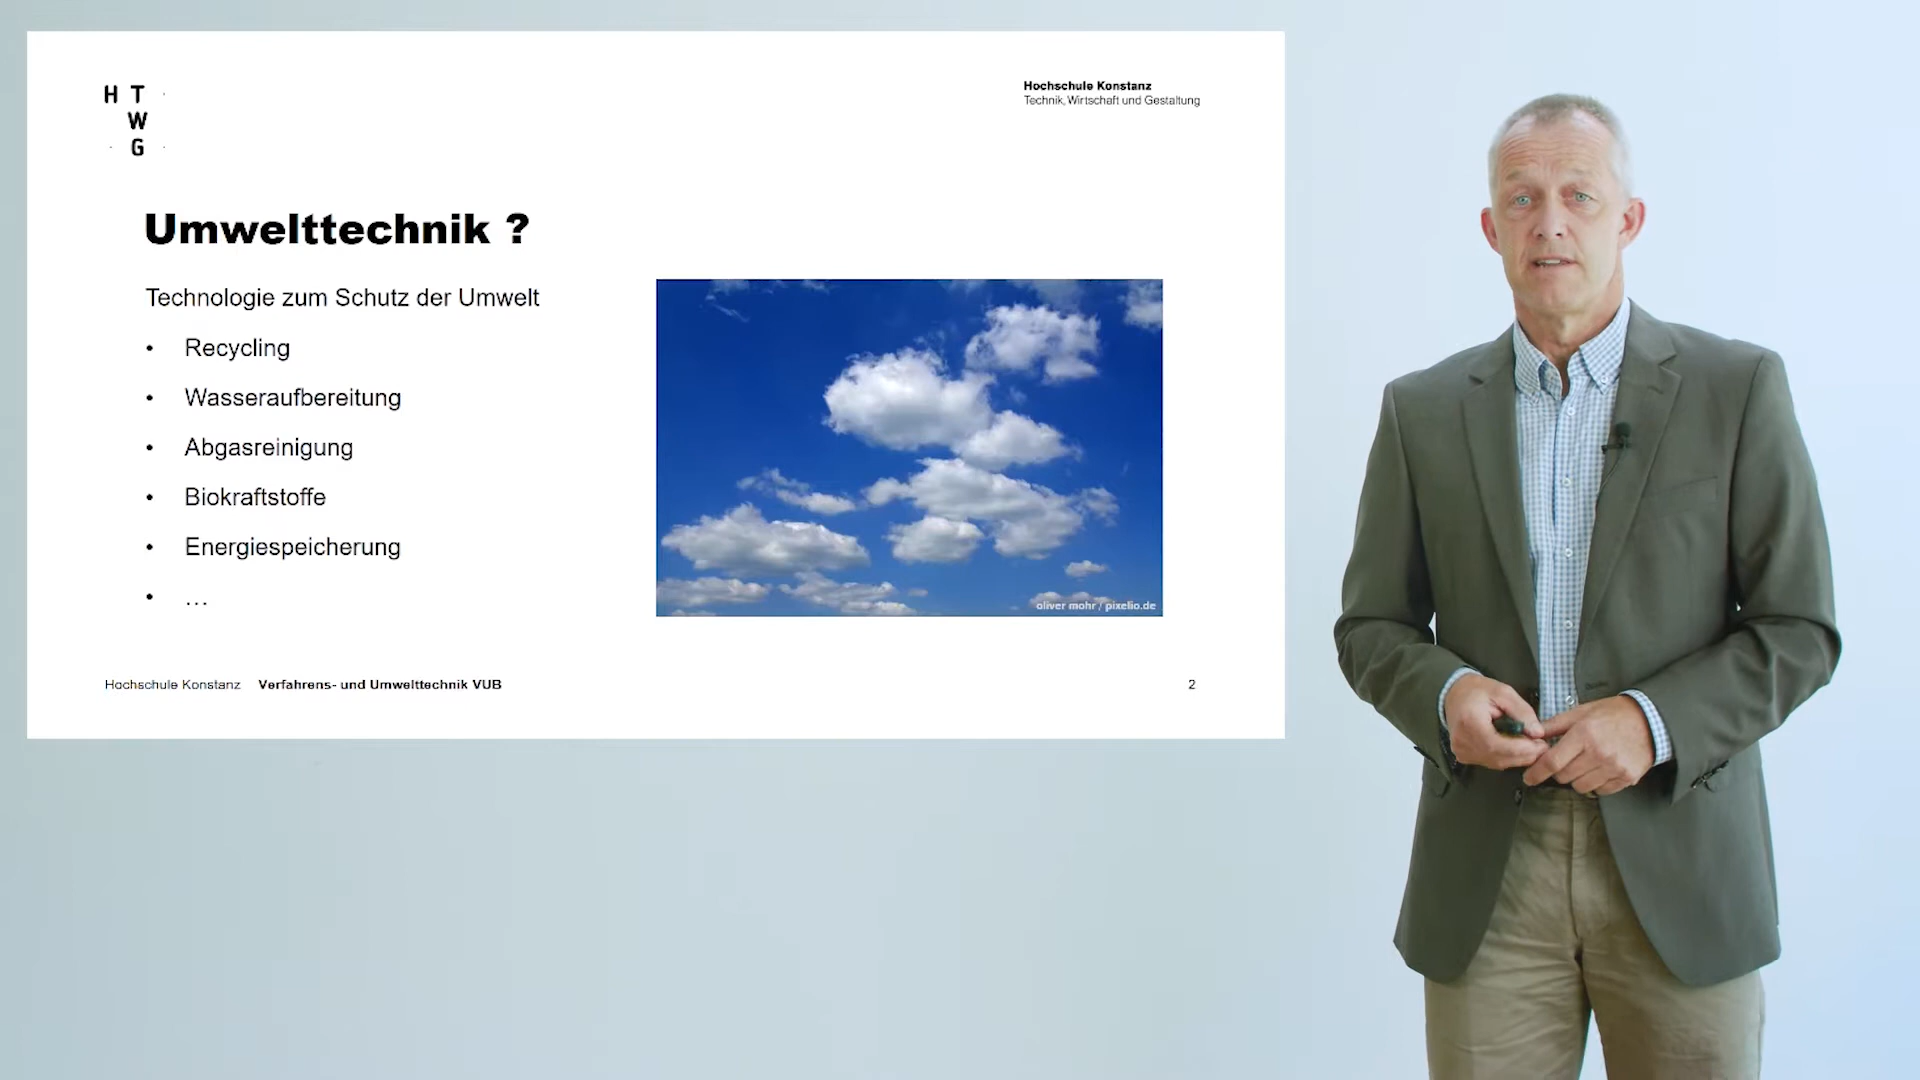 H T
W
G
Hochschule Konstanz
Technik, Wirtschaft und Gestaltung
Umwelttechnik ?
Technologie zum Schutz der Umwelt
• Recycling
• Wasseraufbereitung
• Abgasreinigung
• Biokraftstoffe
• Energiespeicherung
• …
oliver mohr / pixelio.de
Hochschule Konstanz Verfahrens- und Umwelttechnik VUB
2